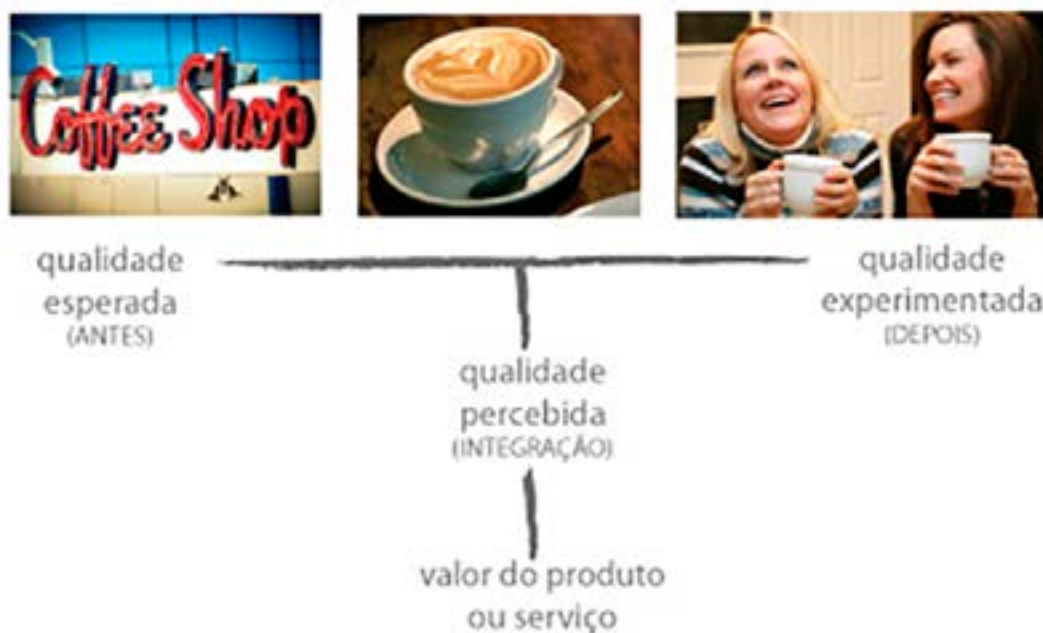 Coffee Shop
qualidade
esperada
(ANTES)
qualidade
experimentada
(DEPOIS)
qualidade
percebida
(INTEGRAÇÃO)
valor do produto
ou serviço